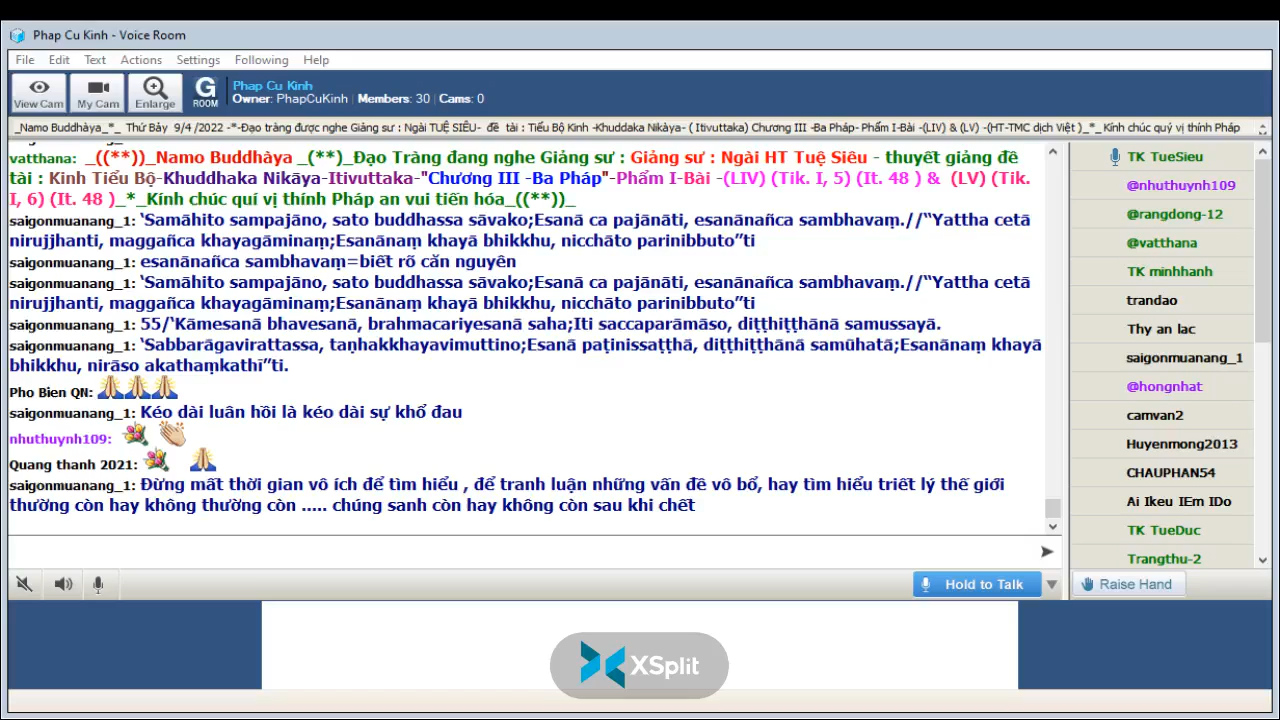 Phap Cu Kinh - Voice Room
File Edit Text Actions Settings Following Help
View Cam My Cam Enlarge G ROOM
Phap Cu Kinh
Owner: PhapCuKinh | Members: 30 | Cams: 0
_Namo Buddhàya_*_ Thứ Bảy 9/4 /2022 -*-Đạo tràng được nghe Giảng sư : Ngài TUỆ SIÊU- đề tài : Tiểu Bộ Kinh -Khuddaka Nikàya- ( Itivuttaka) Chương III -Ba Pháp- Phẩm I-Bài -(LIV) & (LV) -(HT-TMC dịch Việt )_*_ Kính chúc quý vị thính Pháp
vatthana: _((**))_Namo Buddhàya _(**)_Đạo Tràng đang nghe Giảng sư : Giảng sư : Ngài HT Tuệ Siêu - thuyết giảng đề
tài : Kinh Tiểu Bộ-Khuddhaka Nikāya-Itivuttaka-"Chương III -Ba Pháp"-Phẩm I-Bài -(LIV) (Tik. I, 5) (It. 48 ) & (LV) (Tik.
I, 6) (It. 48 )_*_Kính chúc quí vị thính Pháp an vui tiến hóa_((**))_
saigonmuanang_1: ‘Samāhito sampajāno, sato buddhassa sāvako;Esanā ca pajānāti, esanānañca sambhavaṃ.//“Yattha cetā
nirujjhanti, maggañca khayagāminaṃ;Esanānaṃ khayā bhikkhu, nicchāto parinibbuto”ti
saigonmuanang_1: esanānañca sambhavaṃ=biết rõ căn nguyên
saigonmuanang_1: ‘Samāhito sampajāno, sato buddhassa sāvako;Esanā ca pajānāti, esanānañca sambhavaṃ.//“Yattha cetā
nirujjhanti, maggañca khayagāminaṃ;Esanānaṃ khayā bhikkhu, nicchāto parinibbuto”ti
saigonmuanang_1: 55/‘Kāmesanā bhavesanā, brahmacariyesanā saha;Iti saccaparāmāso, diṭṭhiṭṭhānā samussayā.
saigonmuanang_1: ‘Sabbarāgavirattassa, taṇhakkhayavimuttino;Esanā paṭinissaṭṭhā, diṭṭhiṭṭhānā samūhatā;Esanānaṃ khayā
bhikkhu, nirāso akathaṃkathī”ti.
Pho Bien QN: 🙏🙏🙏
saigonmuanang_1: Kéo dài luân hồi là kéo dài sự khổ đau
nhuthuynh109: 💐 👏
Quang thanh 2021: 💐 🙏
saigonmuanang_1: Đừng mất thời gian vô ích để tìm hiểu , để tranh luận những vấn đề vô bổ, hay tìm hiểu triết lý thế giới
thường còn hay không thường còn ..... chúng sanh còn hay không còn sau khi chết
Hold to Talk
TK TueSieu
@nhuthuynh109
@rangdong-12
@vatthana
TK minhhanh
trandao
Thy an lac
saigonmuanang_1
@hongnhat
camvan2
Huyenmong2013
CHAUPHAN54
Ai Ikeu IEm IDo
TK TueDuc
Trangthu-2
Raise Hand
XSplit